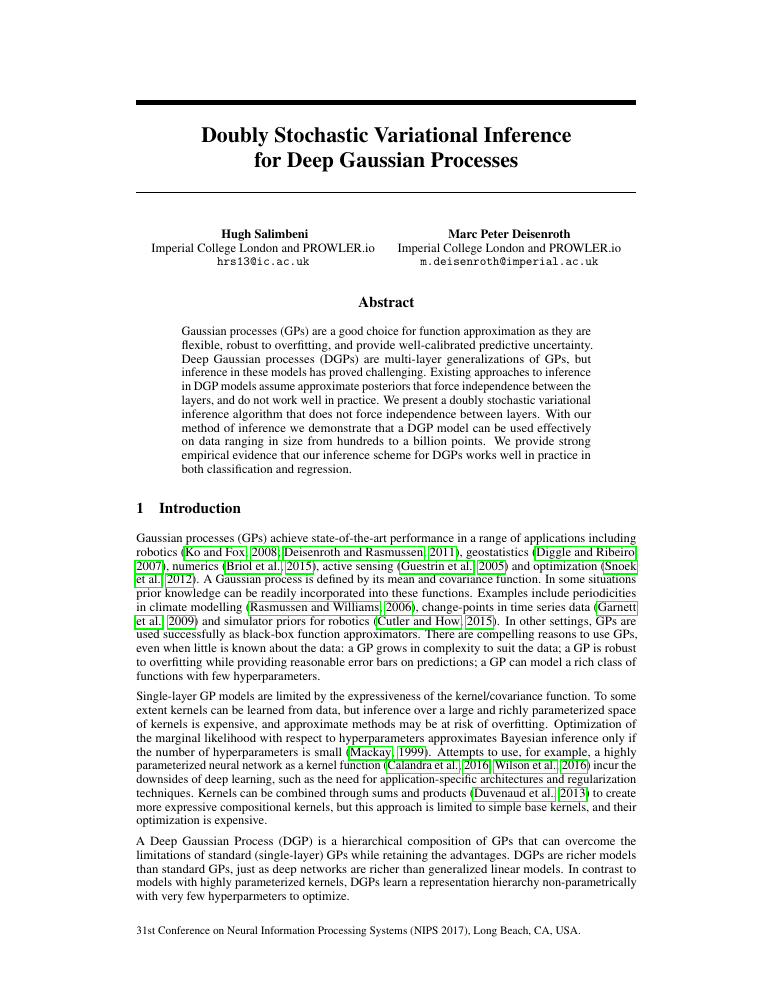 Doubly Stochastic Variational Inference
for Deep Gaussian Processes
Hugh Salimbeni
Imperial College London and PROWLER.io
hrs13@ic.ac.uk
Marc Peter Deisenroth
Imperial College London and PROWLER.io
m.deisenroth@imperial.ac.uk
Abstract
Gaussian processes (GPs) are a good choice for function approximation as they are
flexible, robust to overfitting, and provide well-calibrated predictive uncertainty.
Deep Gaussian processes (DGPs) are multi-layer generalizations of GPs, but
inference in these models has proved challenging. Existing approaches to inference
in DGP models assume approximate posteriors that force independence between the
layers, and do not work well in practice. We present a doubly stochastic variational
inference algorithm that does not force independence between layers. With our
method of inference we demonstrate that a DGP model can be used effectively
on data ranging in size from hundreds to a billion points. We provide strong
empirical evidence that our inference scheme for DGPs works well in practice in
both classification and regression.
1 Introduction
Gaussian processes (GPs) achieve state-of-the-art performance in a range of applications including
robotics (Ko and Fox, 2008; Deisenroth and Rasmussen, 2011), geostatistics (Diggle and Ribeiro,
2007), numerics (Briol et al., 2015), active sensing (Guestrin et al., 2005) and optimization (Snoek
et al., 2012). A Gaussian process is defined by its mean and covariance function. In some situations
prior knowledge can be readily incorporated into these functions. Examples include periodicities
in climate modelling (Rasmussen and Williams, 2006), change-points in time series data (Garnett
et al., 2009) and simulator priors for robotics (Cutler and How, 2015). In other settings, GPs are
used successfully as black-box function approximators. There are compelling reasons to use GPs,
even when little is known about the data: a GP grows in complexity to suit the data; a GP is robust
to overfitting while providing reasonable error bars on predictions; a GP can model a rich class of
functions with few hyperparameters.
Single-layer GP models are limited by the expressiveness of the kernel/covariance function. To some
extent kernels can be learned from data, but inference over a large and richly parameterized space
of kernels is expensive, and approximate methods may be at risk of overfitting. Optimization of
the marginal likelihood with respect to hyperparameters approximates Bayesian inference only if
the number of hyperparameters is small (Mackay, 1999). Attempts to use, for example, a highly
parameterized neural network as a kernel function (Calandra et al., 2016; Wilson et al., 2016) incur the
downsides of deep learning, such as the need for application-specific architectures and regularization
techniques. Kernels can be combined through sums and products (Duvenaud et al., 2013) to create
more expressive compositional kernels, but this approach is limited to simple base kernels, and their
optimization is expensive.
A Deep Gaussian Process (DGP) is a hierarchical composition of GPs that can overcome the
limitations of standard (single-layer) GPs while retaining the advantages. DGPs are richer models
than standard GPs, just as deep networks are richer than generalized linear models. In contrast to
models with highly parameterized kernels, DGPs learn a representation hierarchy non-parametrically
with very few hyperparmeters to optimize.
31st Conference on Neural Information Processing Systems (NIPS 2017), Long Beach, CA, USA.